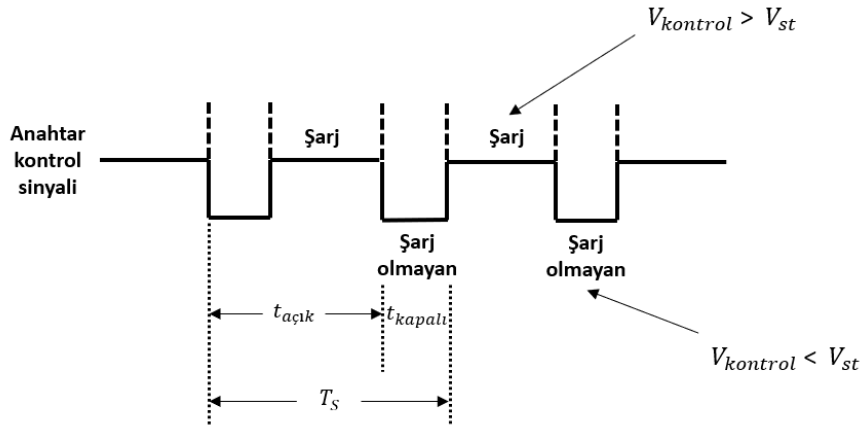 V_kontrol > V_st
Anahtar
kontrol
sinyali
Şarj
Şarj
Şarj
olmayan
Şarj
olmayan
t_açık
t_kapalı
V_kontrol < V_st
T_S